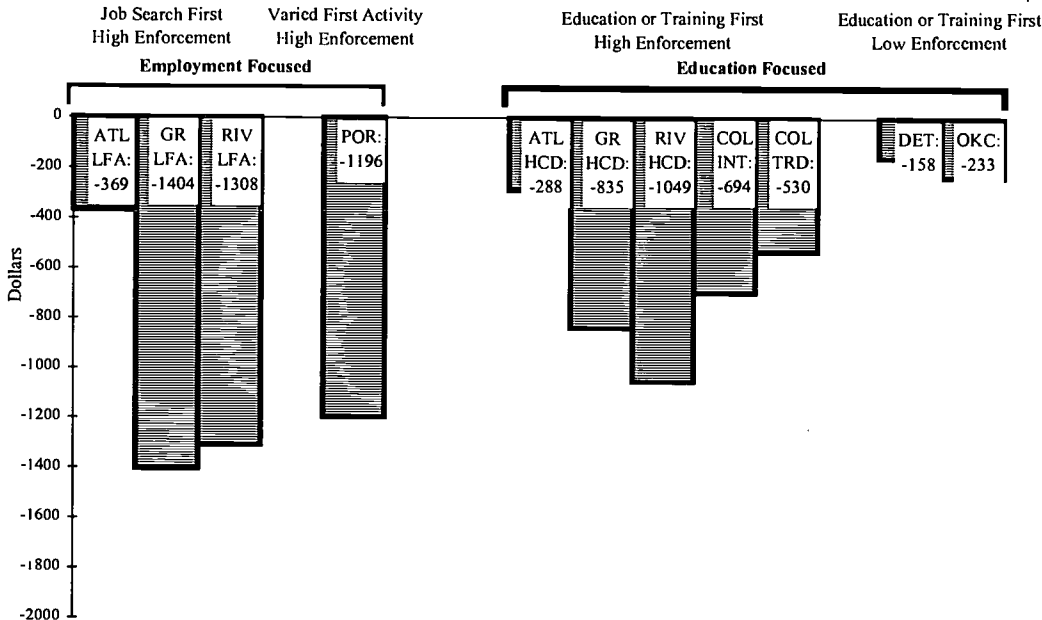 Job Search First
High Enforcement
Varied First Activity
High Enforcement
Education or Training First
High Enforcement
Education or Training First
Low Enforcement
Employment Focused
Education Focused
Dollars
0
-200
-400
-600
-800
-1000
-1200
-1400
-1600
-1800
-2000
ATL
LFA:
-369
GR
LFA:
-1404
RIV
LFA:
-1308
POR:
-1196
ATL
HCD:
-288
GR
HCD:
-835
RIV
HCD:
-1049
COL
INT:
-694
COL
TRD:
-530
DET:
-158
OKC:
-233